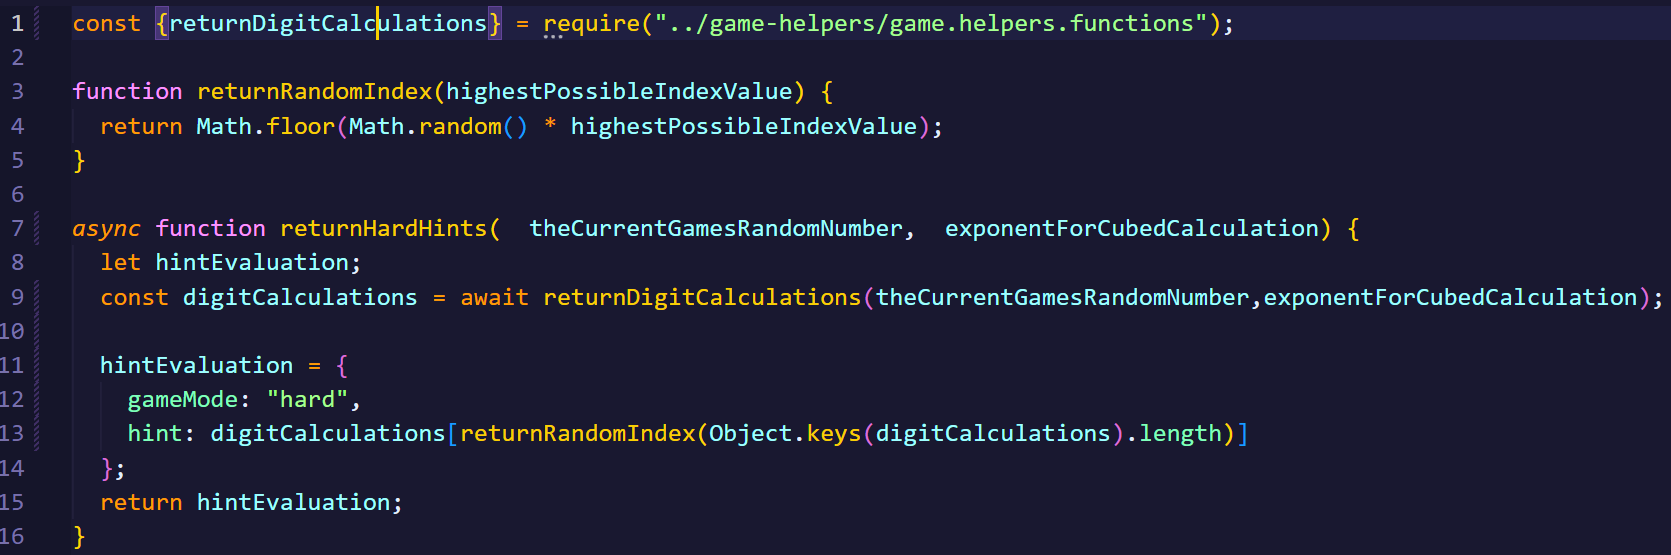 1 const {returnDigitCalculations} = require("../game-helpers/game.helpers.functions");
2
3 function returnRandomIndex(highestPossibleIndexValue) {
4   return Math.floor(Math.random() * highestPossibleIndexValue);
5 }
6
7 async function returnHardHints(  theCurrentGamesRandomNumber,  exponentForCubedCalculation) {
8   let hintEvaluation;
9   const digitCalculations = await returnDigitCalculations(theCurrentGamesRandomNumber,exponentForCubedCalculation);
10
11   hintEvaluation = {
12     gameMode: "hard",
13     hint: digitCalculations[returnRandomIndex(Object.keys(digitCalculations).length)]
14   };
15   return hintEvaluation;
16 }